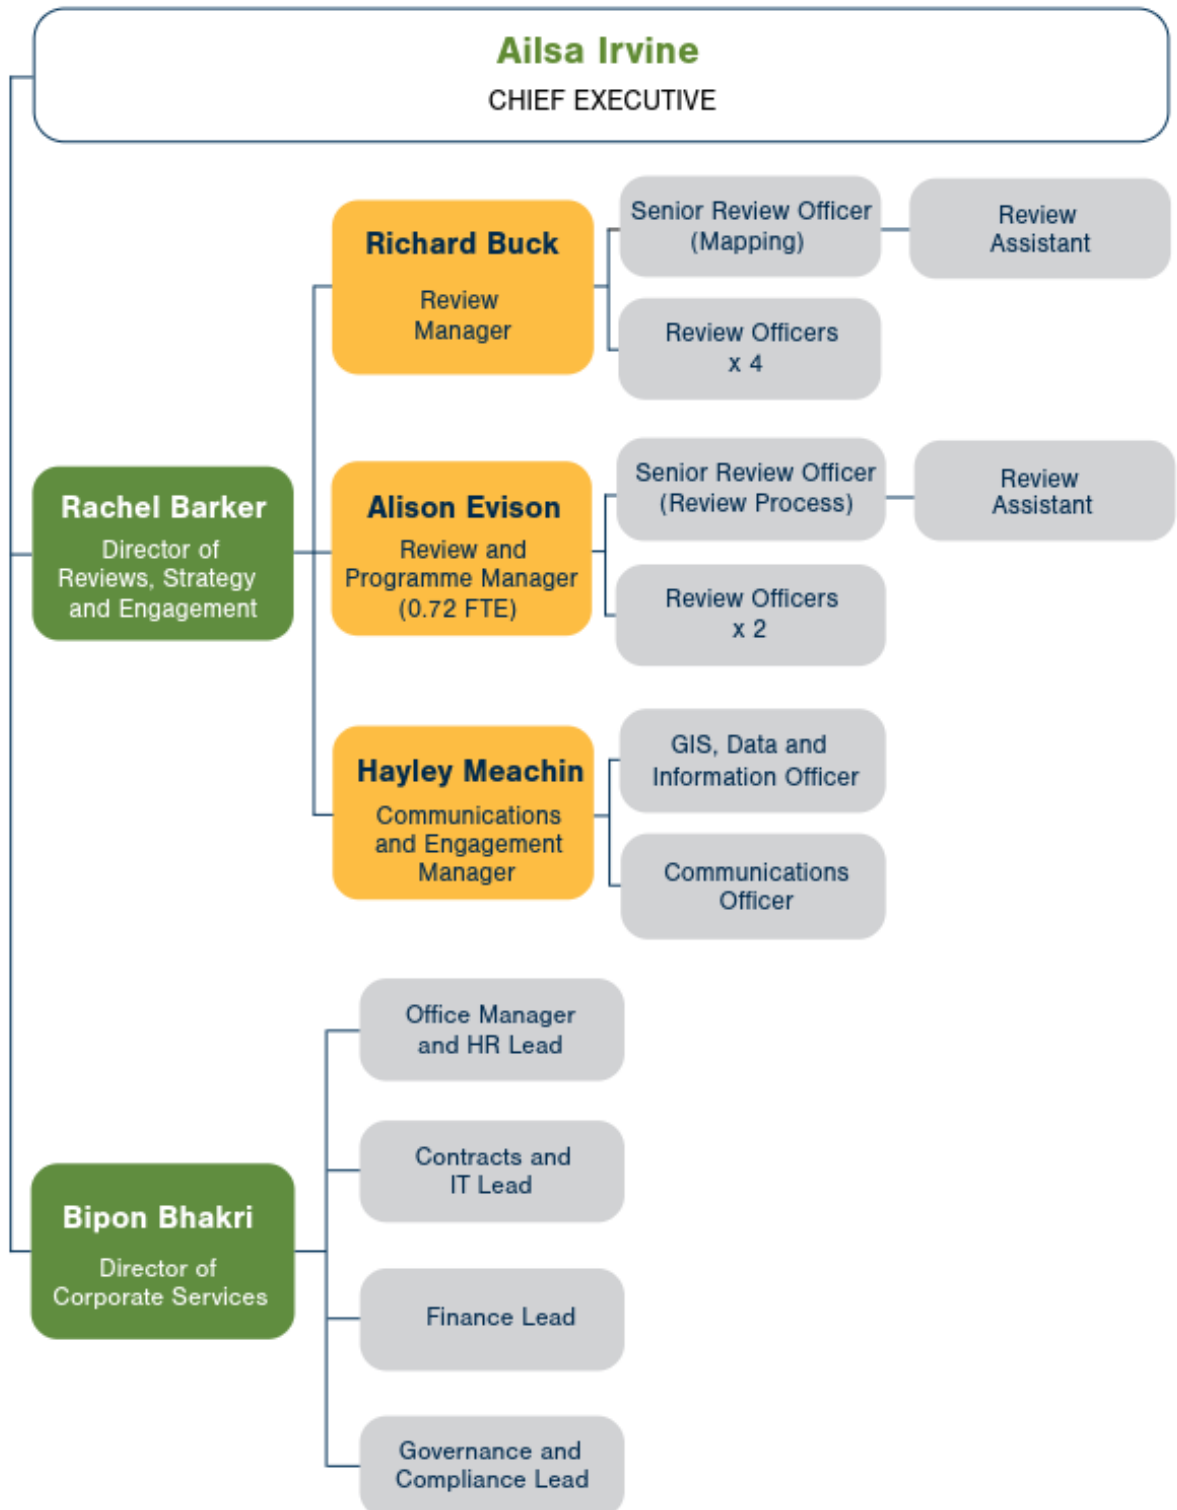 Ailsa Irvine
CHIEF EXECUTIVE
Richard Buck
Review
Manager
Senior Review Officer
(Mapping)
Review
Assistant
Review Officers
x 4
Rachel Barker
Director of
Reviews, Strategy
and Engagement
Alison Evison
Review and
Programme Manager
(0.72 FTE)
Senior Review Officer
(Review Process)
Review
Assistant
Review Officers
x 2
Hayley Meachin
Communications
and Engagement
Manager
GIS, Data and
Information Officer
Communications
Officer
Bipon Bhakri
Director of
Corporate Services
Office Manager
and HR Lead
Contracts and
IT Lead
Finance Lead
Governance and
Compliance Lead